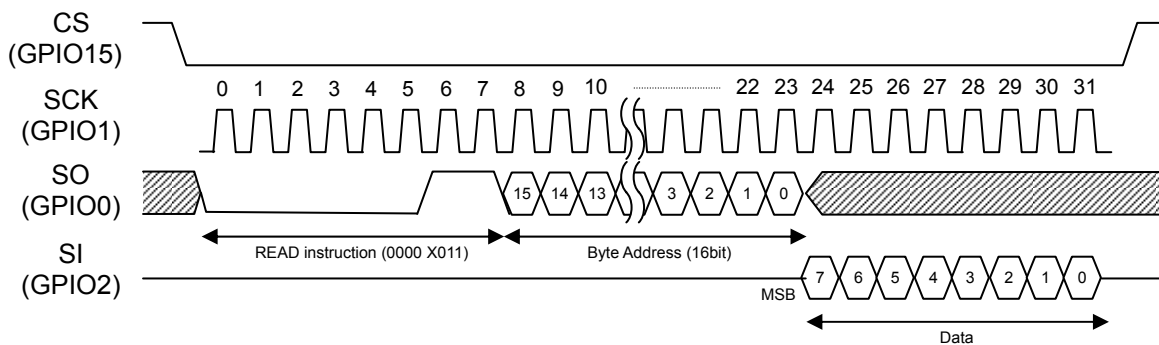 CS
(GPIO15)
0 1 2 3 4 5 6 7 8 9 10 22 23 24 25 26 27 28 29 30 31
SCK
(GPIO1)
SO
(GPIO0)
15 14 13 3 2 1 0
READ instruction (0000 X011)
Byte Address (16bit)
SI
(GPIO2)
7 6 5 4 3 2 1 0
MSB
Data